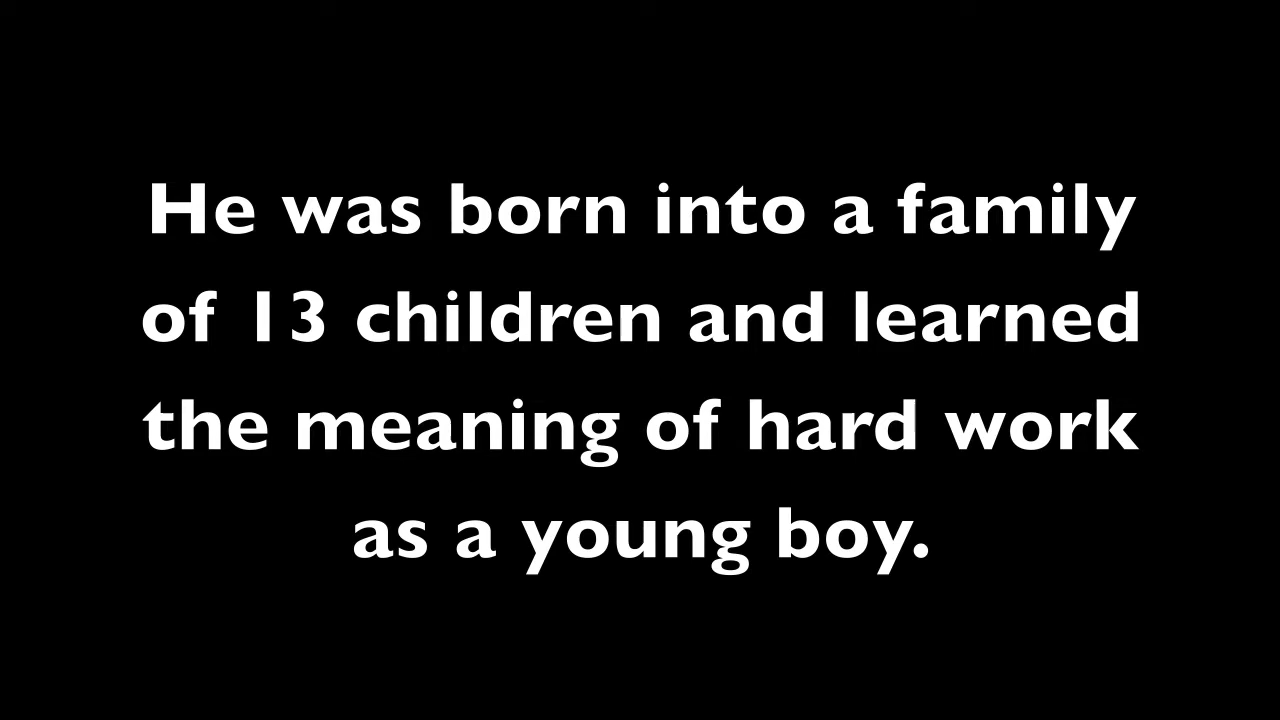 He was born into a family
of 13 children and learned
the meaning of hard work
as a young boy.